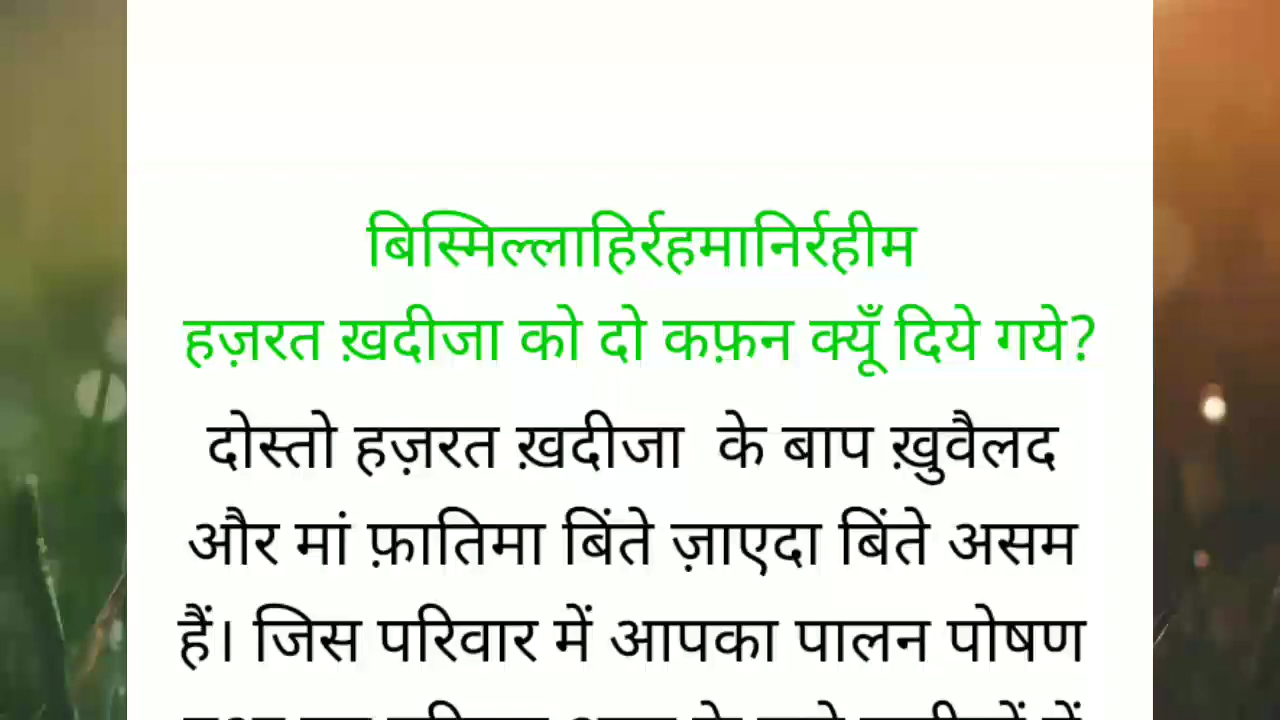 बिस्मिल्लाहिर्रहमानिर्रहीम
हज़रत ख़दीजा को दो कफ़न क्यूँ दिये गये?
दोस्तो हज़रत ख़दीजा के बाप ख़ुवैलद
और मां फ़ातिमा बिंते ज़ाएदा बिंते असम
हैं। जिस परिवार में आपका पालन पोषण